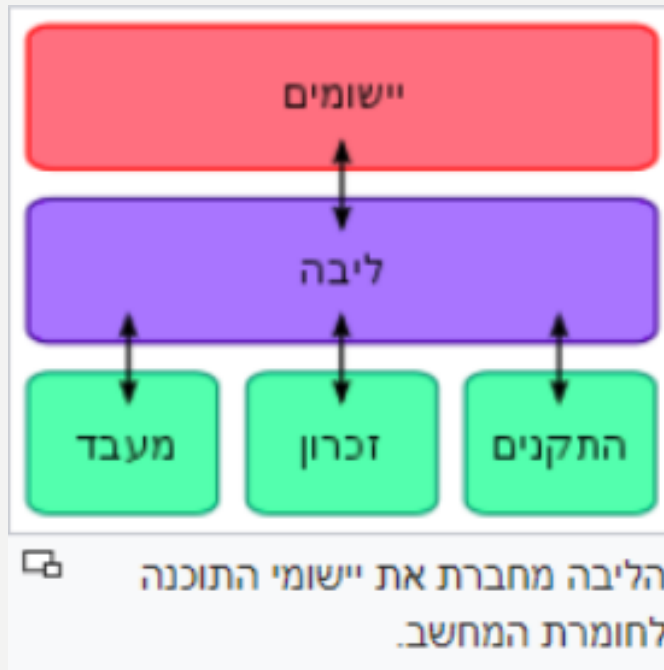 יישומים
ליבה
התקנים
זכרון
מעבד
הליבה מחברת את יישומי התוכנה
לחומרת המחשב.